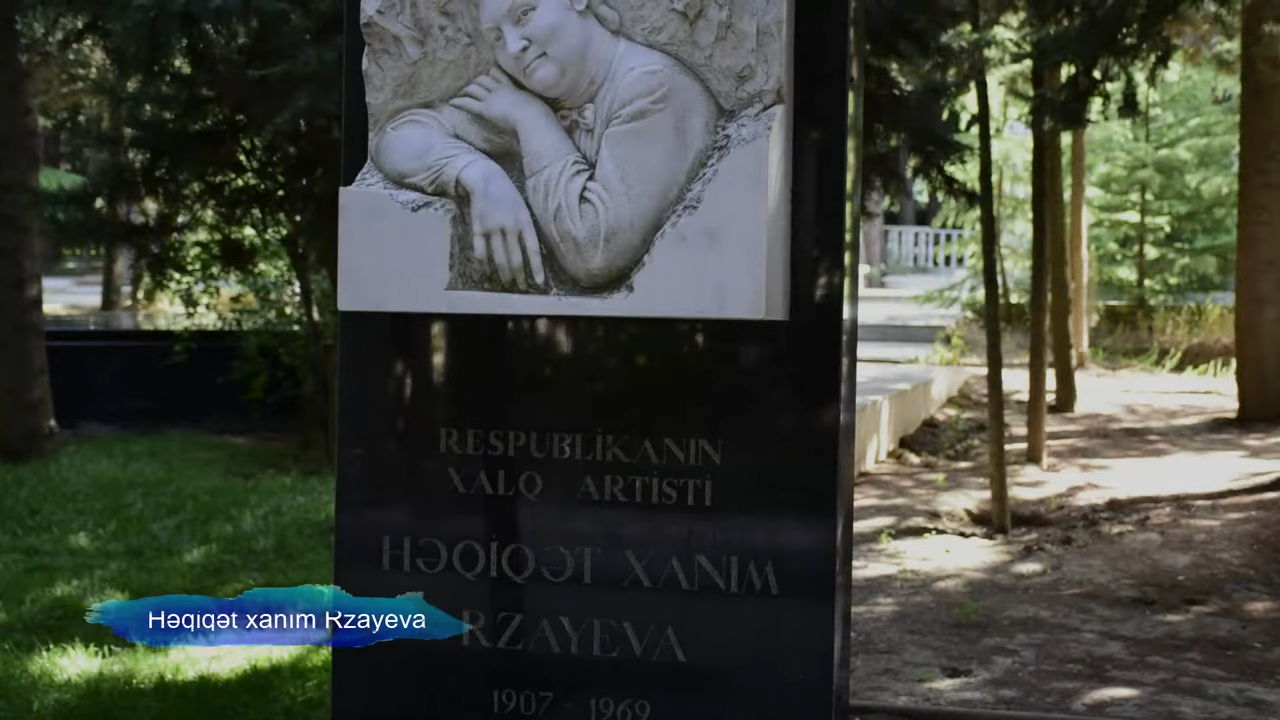 RESPUBLİKANIN
XALQ ARTİSTİ
HƏQİQƏT XANIM
RZAYEVA
1907 - 1969
Həqiqət xanım Rzayeva